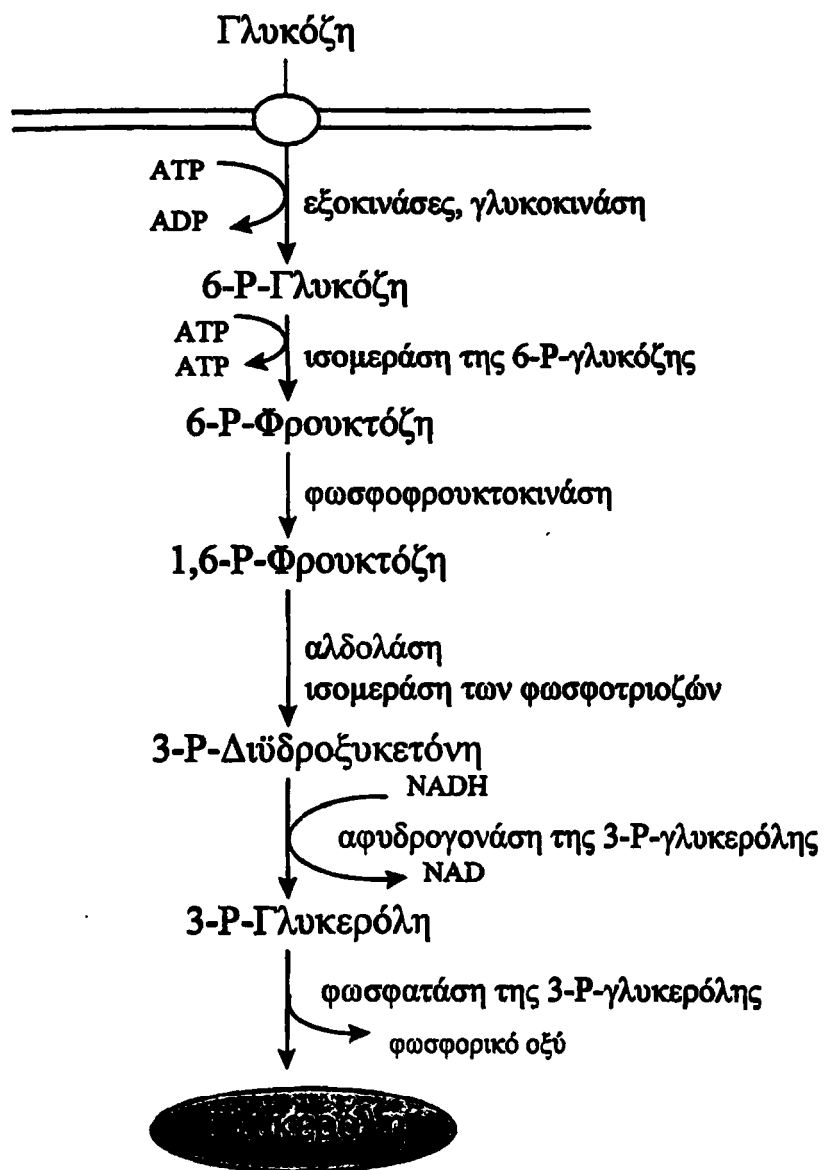 Γλυκόζη
ATP
ADP
εξοκινάσες, γλυκοκινάση
6-P-Γλυκόζη
ATP
ATP
ισομεράση της 6-P-γλυκόζης
6-P-Φρουκτόζη
φωσφοφρουκτοκινάση
1,6-P-Φρουκτόζη
αλδολάση
ισομεράση των φωσφοτριοζών
3-P-Διϋδροξυκετόνη
NADH
αφυδρογονάση της 3-P-γλυκερόλης
NAD
3-P-Γλυκερόλη
φωσφατάση της 3-P-γλυκερόλης
φωσφορικό οξύ